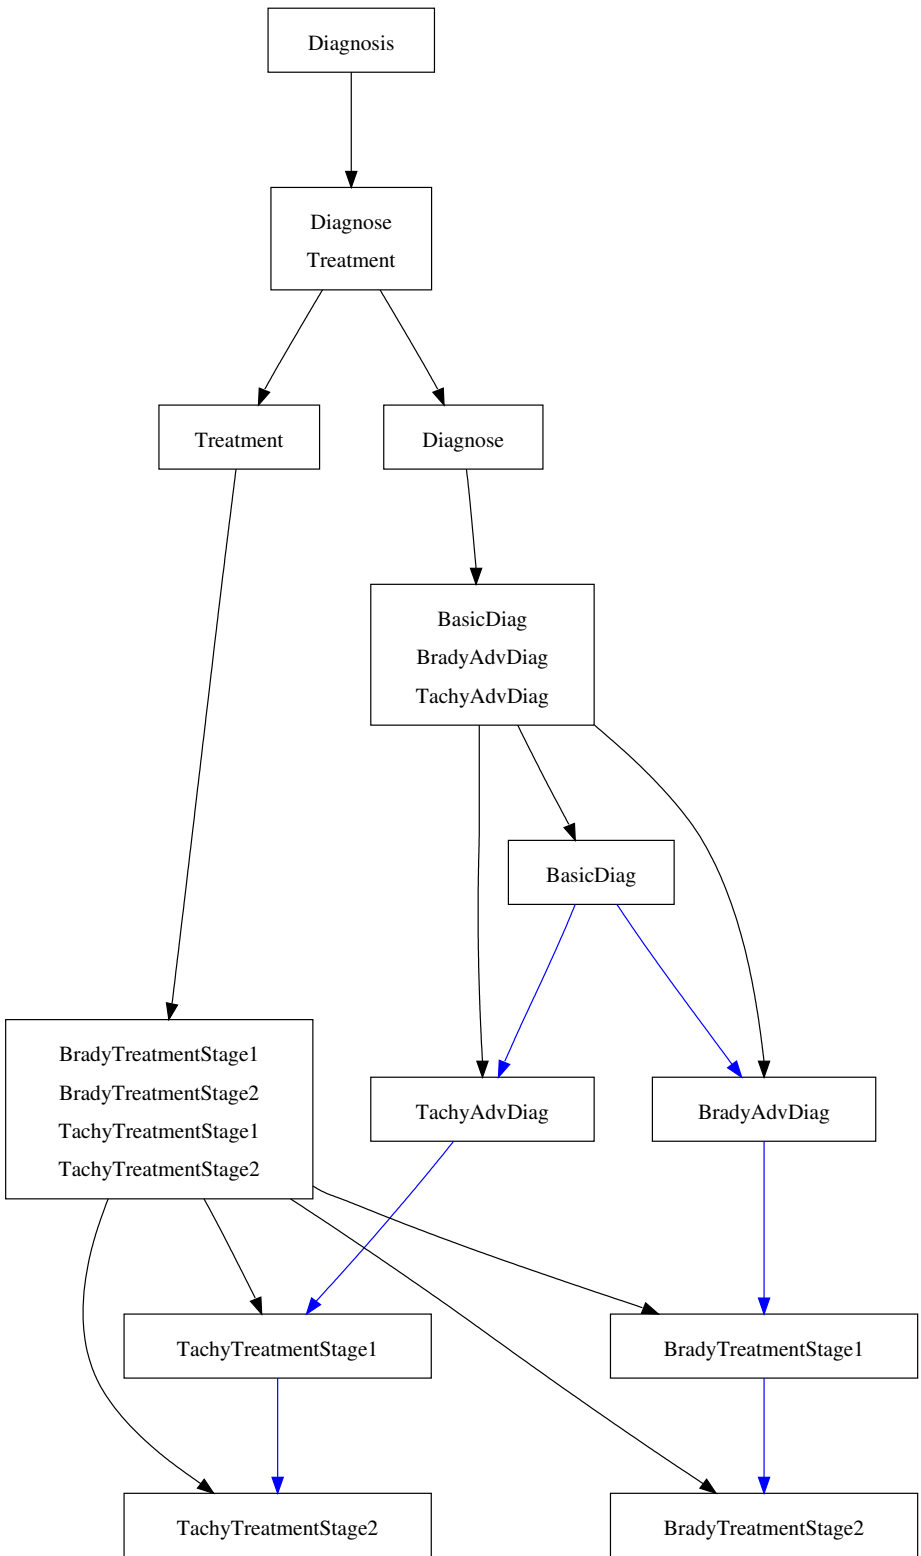 Diagnosis
Diagnose
Treatment
Treatment
Diagnose
BasicDiag
BradyAdvDiag
TachyAdvDiag
BasicDiag
BradyTreatmentStage1
BradyTreatmentStage2
TachyTreatmentStage1
TachyTreatmentStage2
TachyAdvDiag
BradyAdvDiag
TachyTreatmentStage1
BradyTreatmentStage1
TachyTreatmentStage2
BradyTreatmentStage2